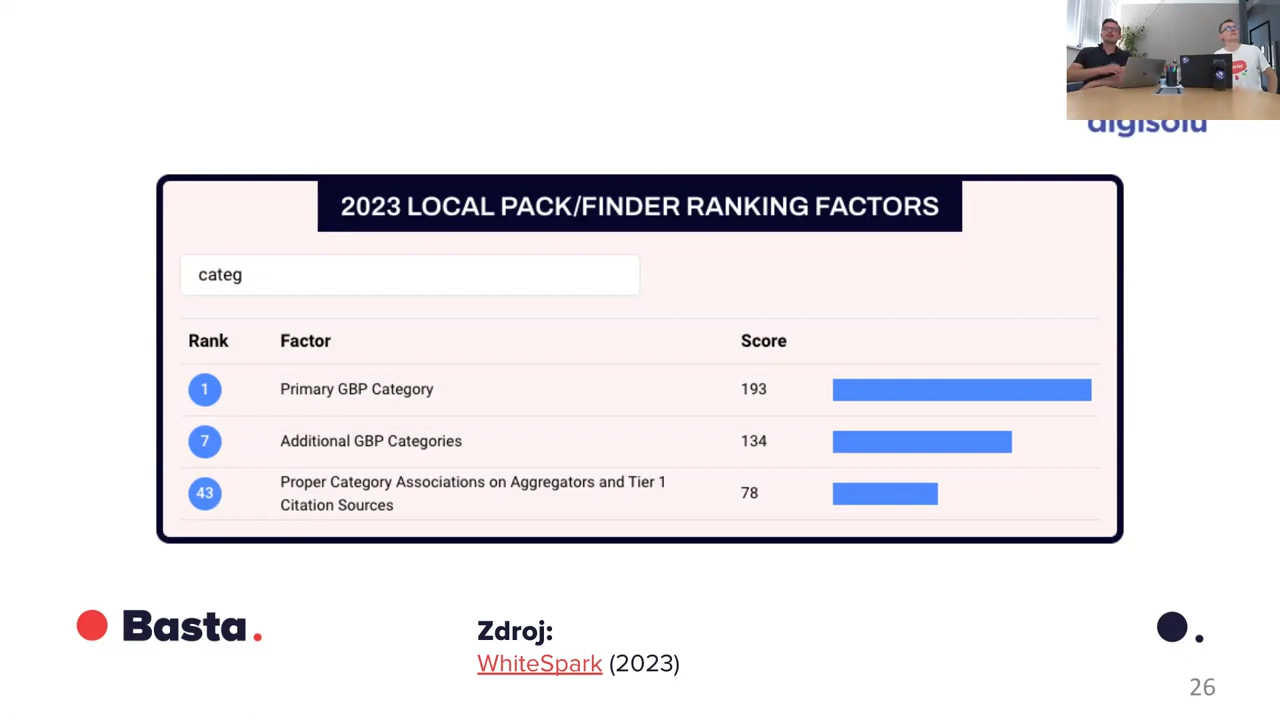 digisolu
2023 LOCAL PACK/FINDER RANKING FACTORS
categ
Rank Factor Score
1 Primary GBP Category 193
7 Additional GBP Categories 134
43 Proper Category Associations on Aggregators and Tier 1
Citation Sources 78
Basta.
Zdroj:
WhiteSpark (2023)
26